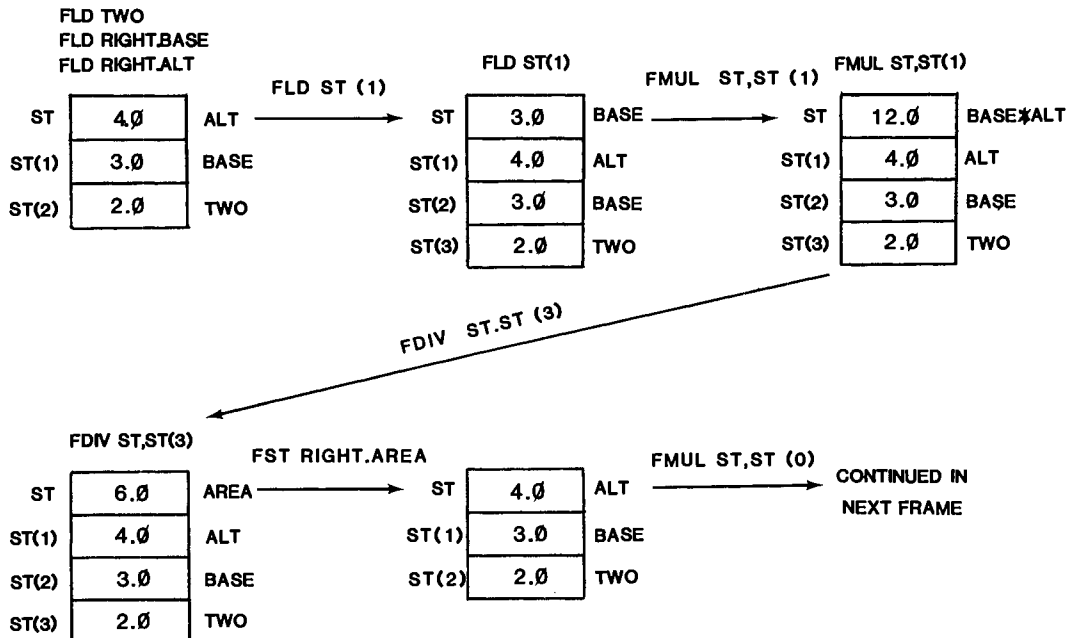 FLD TWO
FLD RIGHT.BASE
FLD RIGHT.ALT
ST 4.0 ALT
ST(1) 3.0 BASE
ST(2) 2.0 TWO
FLD ST (1)
FLD ST(1)
ST 3.0 BASE
ST(1) 4.0 ALT
ST(2) 3.0 BASE
ST(3) 2.0 TWO
FMUL ST,ST (1)
FMUL ST,ST(1)
ST 12.0 BASE*ALT
ST(1) 4.0 ALT
ST(2) 3.0 BASE
ST(3) 2.0 TWO
FDIV ST.ST (3)
FDIV ST,ST(3)
ST 6.0 AREA
ST(1) 4.0 ALT
ST(2) 3.0 BASE
ST(3) 2.0 TWO
FST RIGHT.AREA
ST 4.0 ALT
ST(1) 3.0 BASE
ST(2) 2.0 TWO
FMUL ST,ST (0)
CONTINUED IN
NEXT FRAME